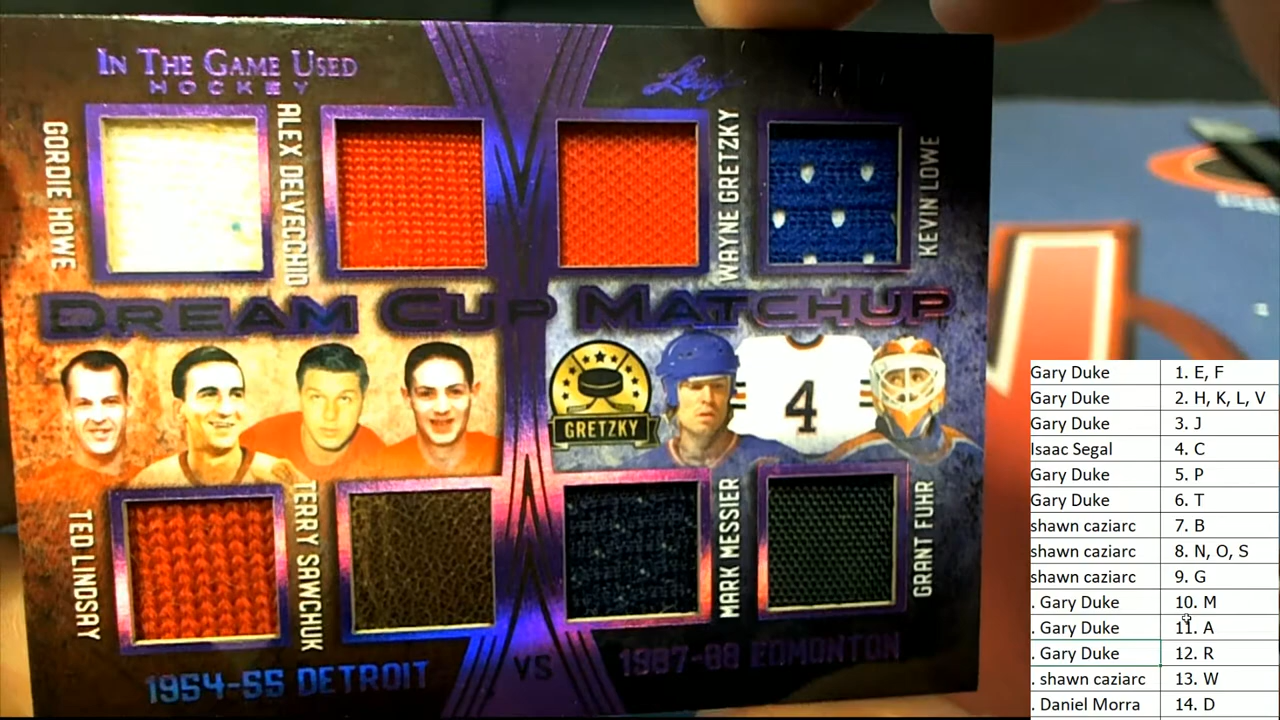 IN THE GAME USED
HOCKEY
Leaf
GORDIE HOWE
ALEX DELVECCHIO
WAYNE GRETZKY
KEVIN LOWE
DREAM CUP MATCHUP
GRETZKY
4
TED LINDSAY
TERRY SAWCHUK
MARK MESSIER
GRANT FUHR
1954-55 DETROIT
VS
1987-88 EDMONTON
Gary Duke 1. E, F
Gary Duke 2. H, K, L, V
Gary Duke 3. J
Isaac Segal 4. C
Gary Duke 5. P
Gary Duke 6. T
shawn caziarc 7. B
shawn caziarc 8. N, O, S
shawn caziarc 9. G
. Gary Duke 10. M
. Gary Duke 11. A
. Gary Duke 12. R
. shawn caziarc 13. W
. Daniel Morra 14. D